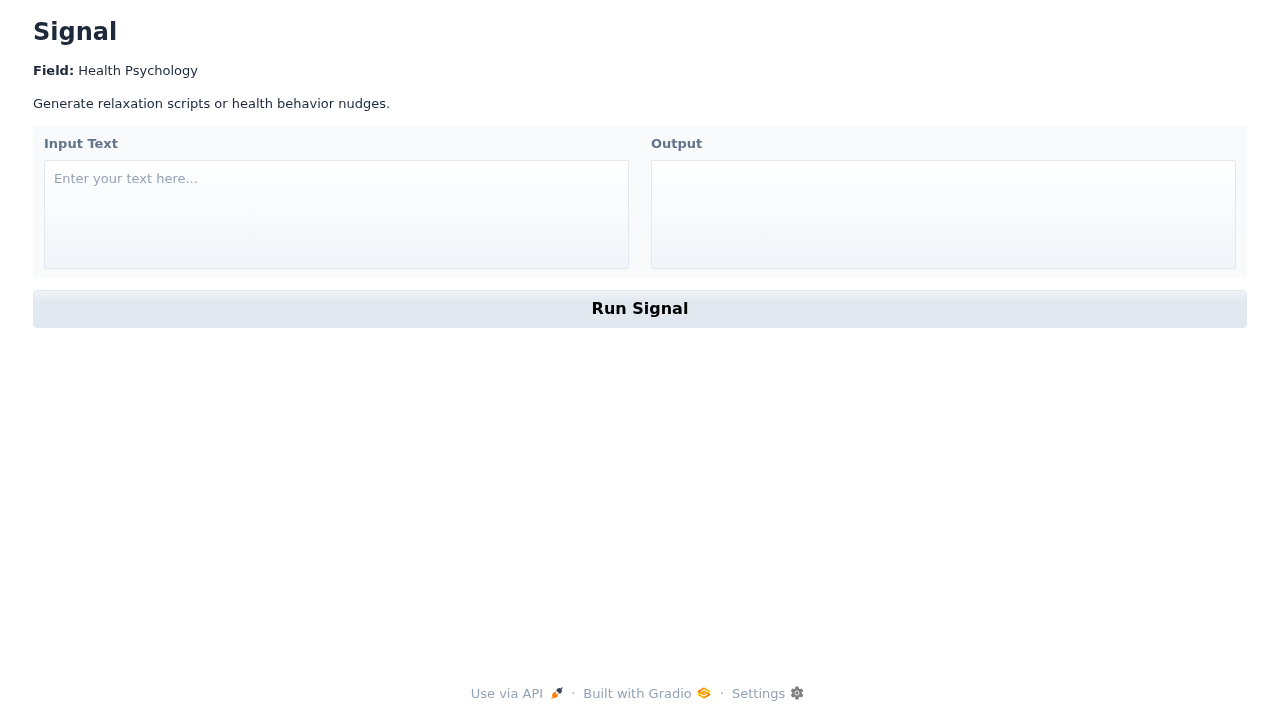 Signal
Field: Health Psychology
Generate relaxation scripts or health behavior nudges.
Input Text
Output
Enter your text here...
Run Signal
Use via API · Built with Gradio · Settings